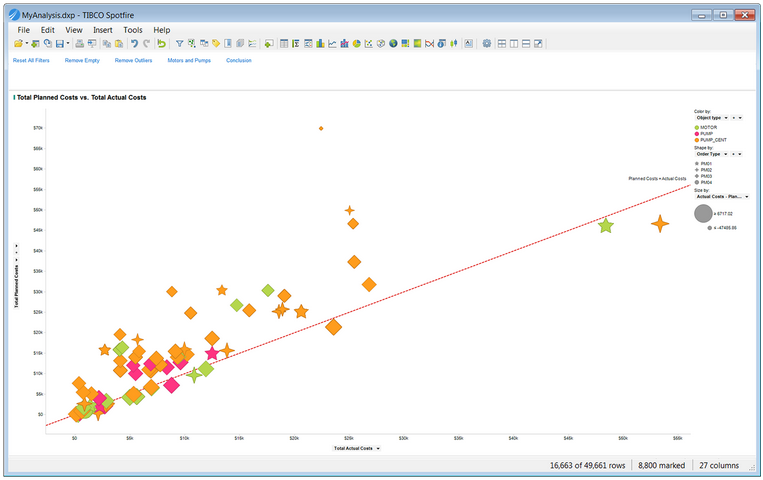 MyAnalysis.dxp - TIBCO Spotfire
File Edit View Insert Tools Help
Reset All Filters Remove Empty Remove Outliers Motors and Pumps Conclusion
Total Planned Costs vs. Total Actual Costs
Color by:
Object type
MOTOR
PUMP
PUMP_CENT
Shape by:
Order Type
PM01
PM02
PM03
PM04
Size by:
Actual Costs - Plan...
≤ 6717.02
Planned Costs = Actual Costs
$70k
$65k
$60k
$50k
$45k
$40k
$35k
$30k
$25k
$20k
$15k
$10k
$5k
$0
Total Planned Costs
$0 $5k $10k $15k $20k $25k $30k $35k $40k $45k $50k $55k
Total Actual Costs
16,663 of 49,661 rows 8,800 marked 27 columns